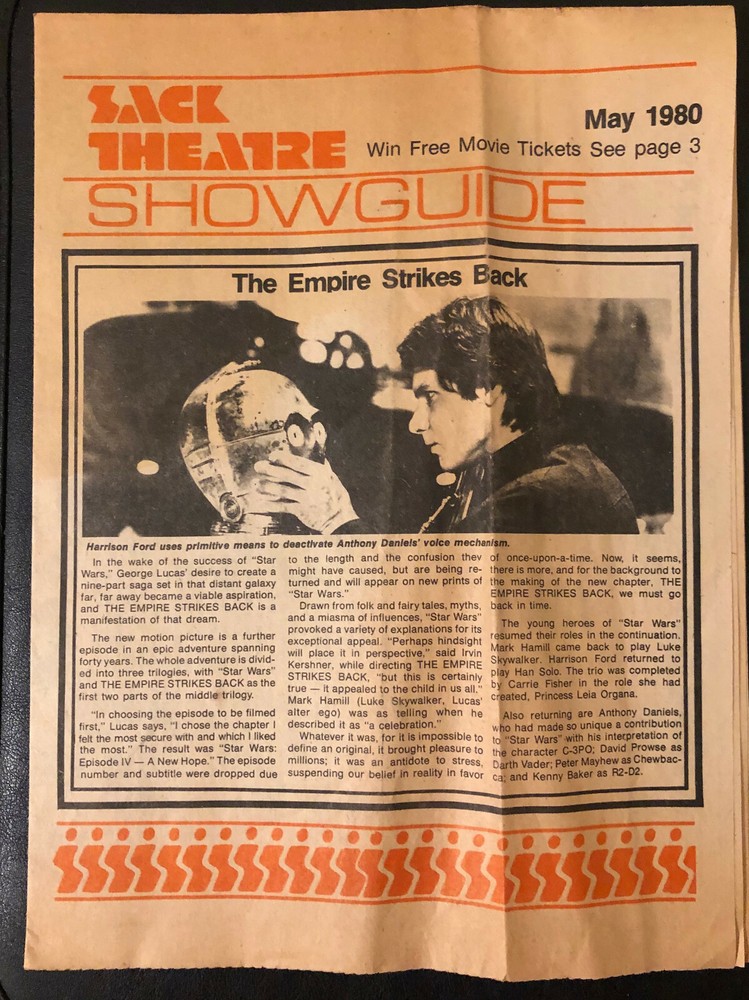 SACK
THEATRE
May 1980
Win Free Movie Tickets See page 3
SHOWGUIDE
The Empire Strikes Back
Harrison Ford uses primitive means to deactivate Anthony Daniels' voice mechanism.
In the wake of the success of "Star
Wars," George Lucas' desire to create a
nine-part saga set in that distant galaxy
far, far away became a viable aspiration,
and THE EMPIRE STRIKES BACK is a
manifestation of that dream.
The new motion picture is a further
episode in an epic adventure spanning
forty years. The whole adventure is divid-
ed into three trilogies, with "Star Wars"
and THE EMPIRE STRIKES BACK as the
first two parts of the middle trilogy.
"In choosing the episode to be filmed
first," Lucas says, "I chose the chapter I
felt the most secure with and which I liked
the most." The result was "Star Wars:
Episode IV — A New Hope." The episode
number and subtitle were dropped due
to the length and the confusion they
might have caused, but are being re-
turned and will appear on new prints of
"Star Wars."
Drawn from folk and fairy tales, myths,
and a miasma of influences, "Star Wars"
provoked a variety of explanations for its
exceptional appeal. "Perhaps hindsight
will place it in perspective," said Irvin
Kershner, while directing THE EMPIRE
STRIKES BACK, "but this is certainly
true — it appealed to the child in us all."
Mark Hamill (Luke Skywalker, Lucas'
alter ego) was as telling when he
described it as "a celebration."
Whatever it was, for it is impossible to
define an original, it brought pleasure to
millions; it was an antidote to stress,
suspending our belief in reality in favor
of once-upon-a-time. Now, it seems,
there is more, and for the background to
the making of the new chapter, THE
EMPIRE STRIKES BACK, we must go
back in time.
The young heroes of "Star Wars"
resumed their roles in the continuation.
Mark Hamill came back to play Luke
Skywalker. Harrison Ford returned to
play Han Solo. The trio was completed
by Carrie Fisher in the role she had
created, Princess Leia Organa.
Also returning are Anthony Daniels,
who had made so unique a contribution
to "Star Wars" with his interpretation of
the character C-3PO; David Prowse as
Darth Vader; Peter Mayhew as Chewbac-
ca; and Kenny Baker as R2-D2.